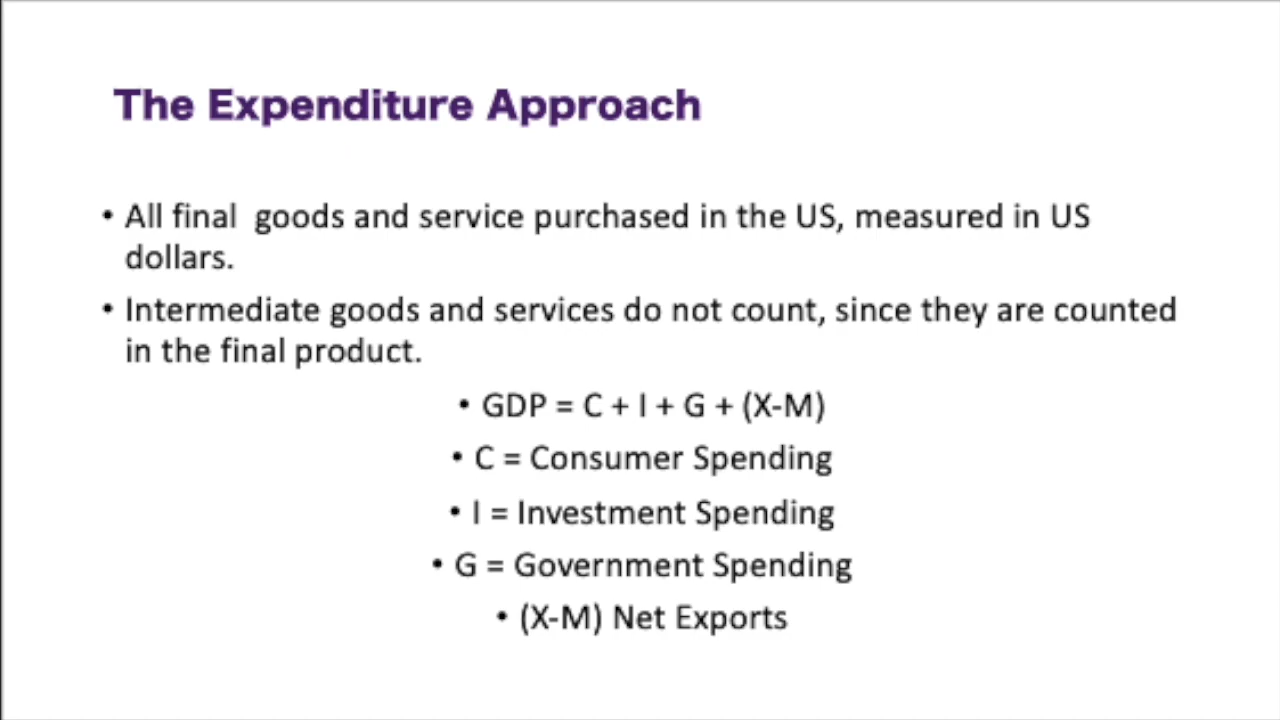 The Expenditure Approach
• All final  goods and service purchased in the US, measured in US
dollars.
• Intermediate goods and services do not count, since they are counted
in the final product.
• GDP = C + I + G + (X-M)
• C = Consumer Spending
• I = Investment Spending
• G = Government Spending
• (X-M) Net Exports